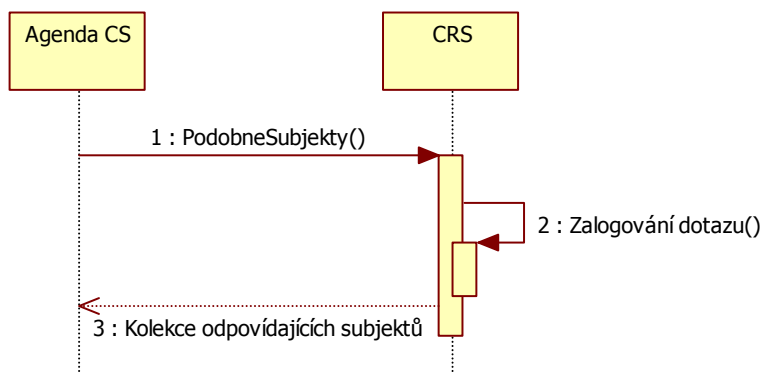 Agenda CS
CRS
1 : PodobneSubjekty()
2 : Zalogování dotazu()
3 : Kolekce odpovídajících subjektů